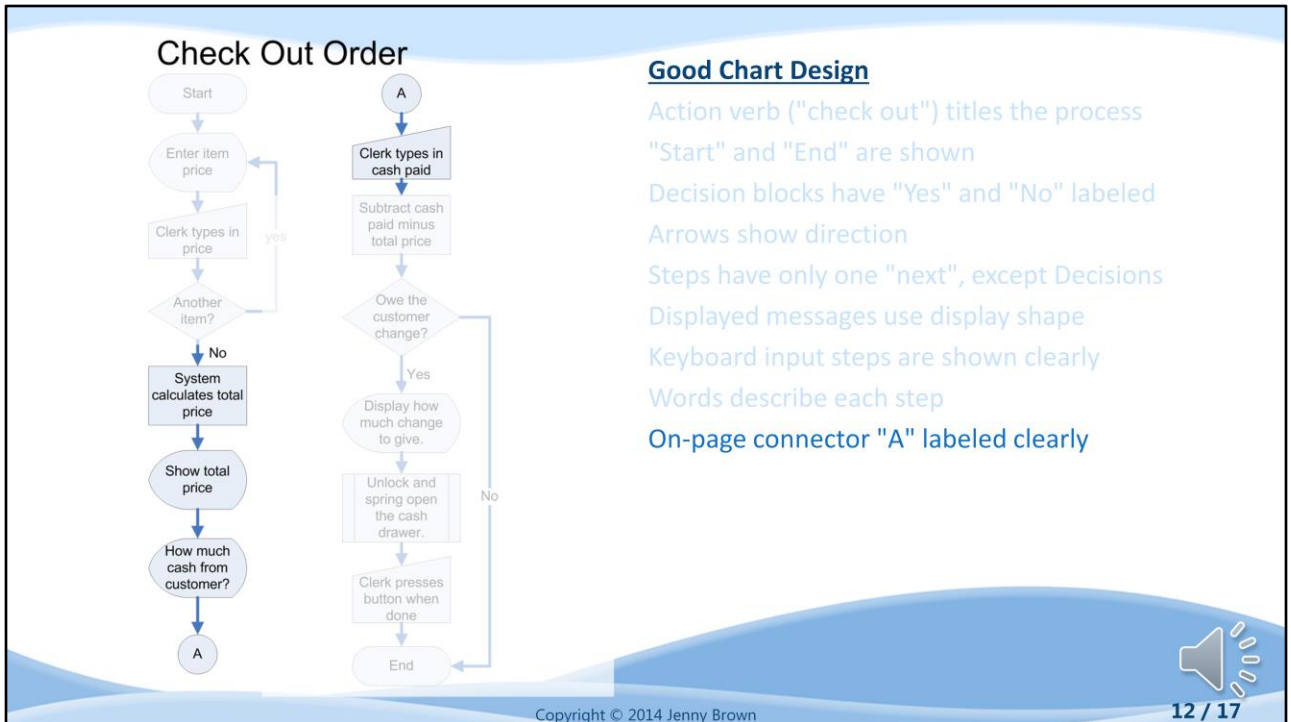 Check Out Order
Start
Enter item
price
Clerk types in
price
yes
Another
item?
No
System
calculates total
price
Show total
price
How much
cash from
customer?
A
A
Clerk types in
cash paid
Subtract cash
paid minus
total price
Owe the
customer
change?
Yes
Display how
much change
to give.
No
Unlock and
spring open
the cash
drawer.
Clerk presses
button when
done
End
Good Chart Design
Action verb ("check out") titles the process
"Start" and "End" are shown
Decision blocks have "Yes" and "No" labeled
Arrows show direction
Steps have only one "next", except Decisions
Displayed messages use display shape
Keyboard input steps are shown clearly
Words describe each step
On-page connector "A" labeled clearly
Copyright © 2014 Jenny Brown
12 / 17